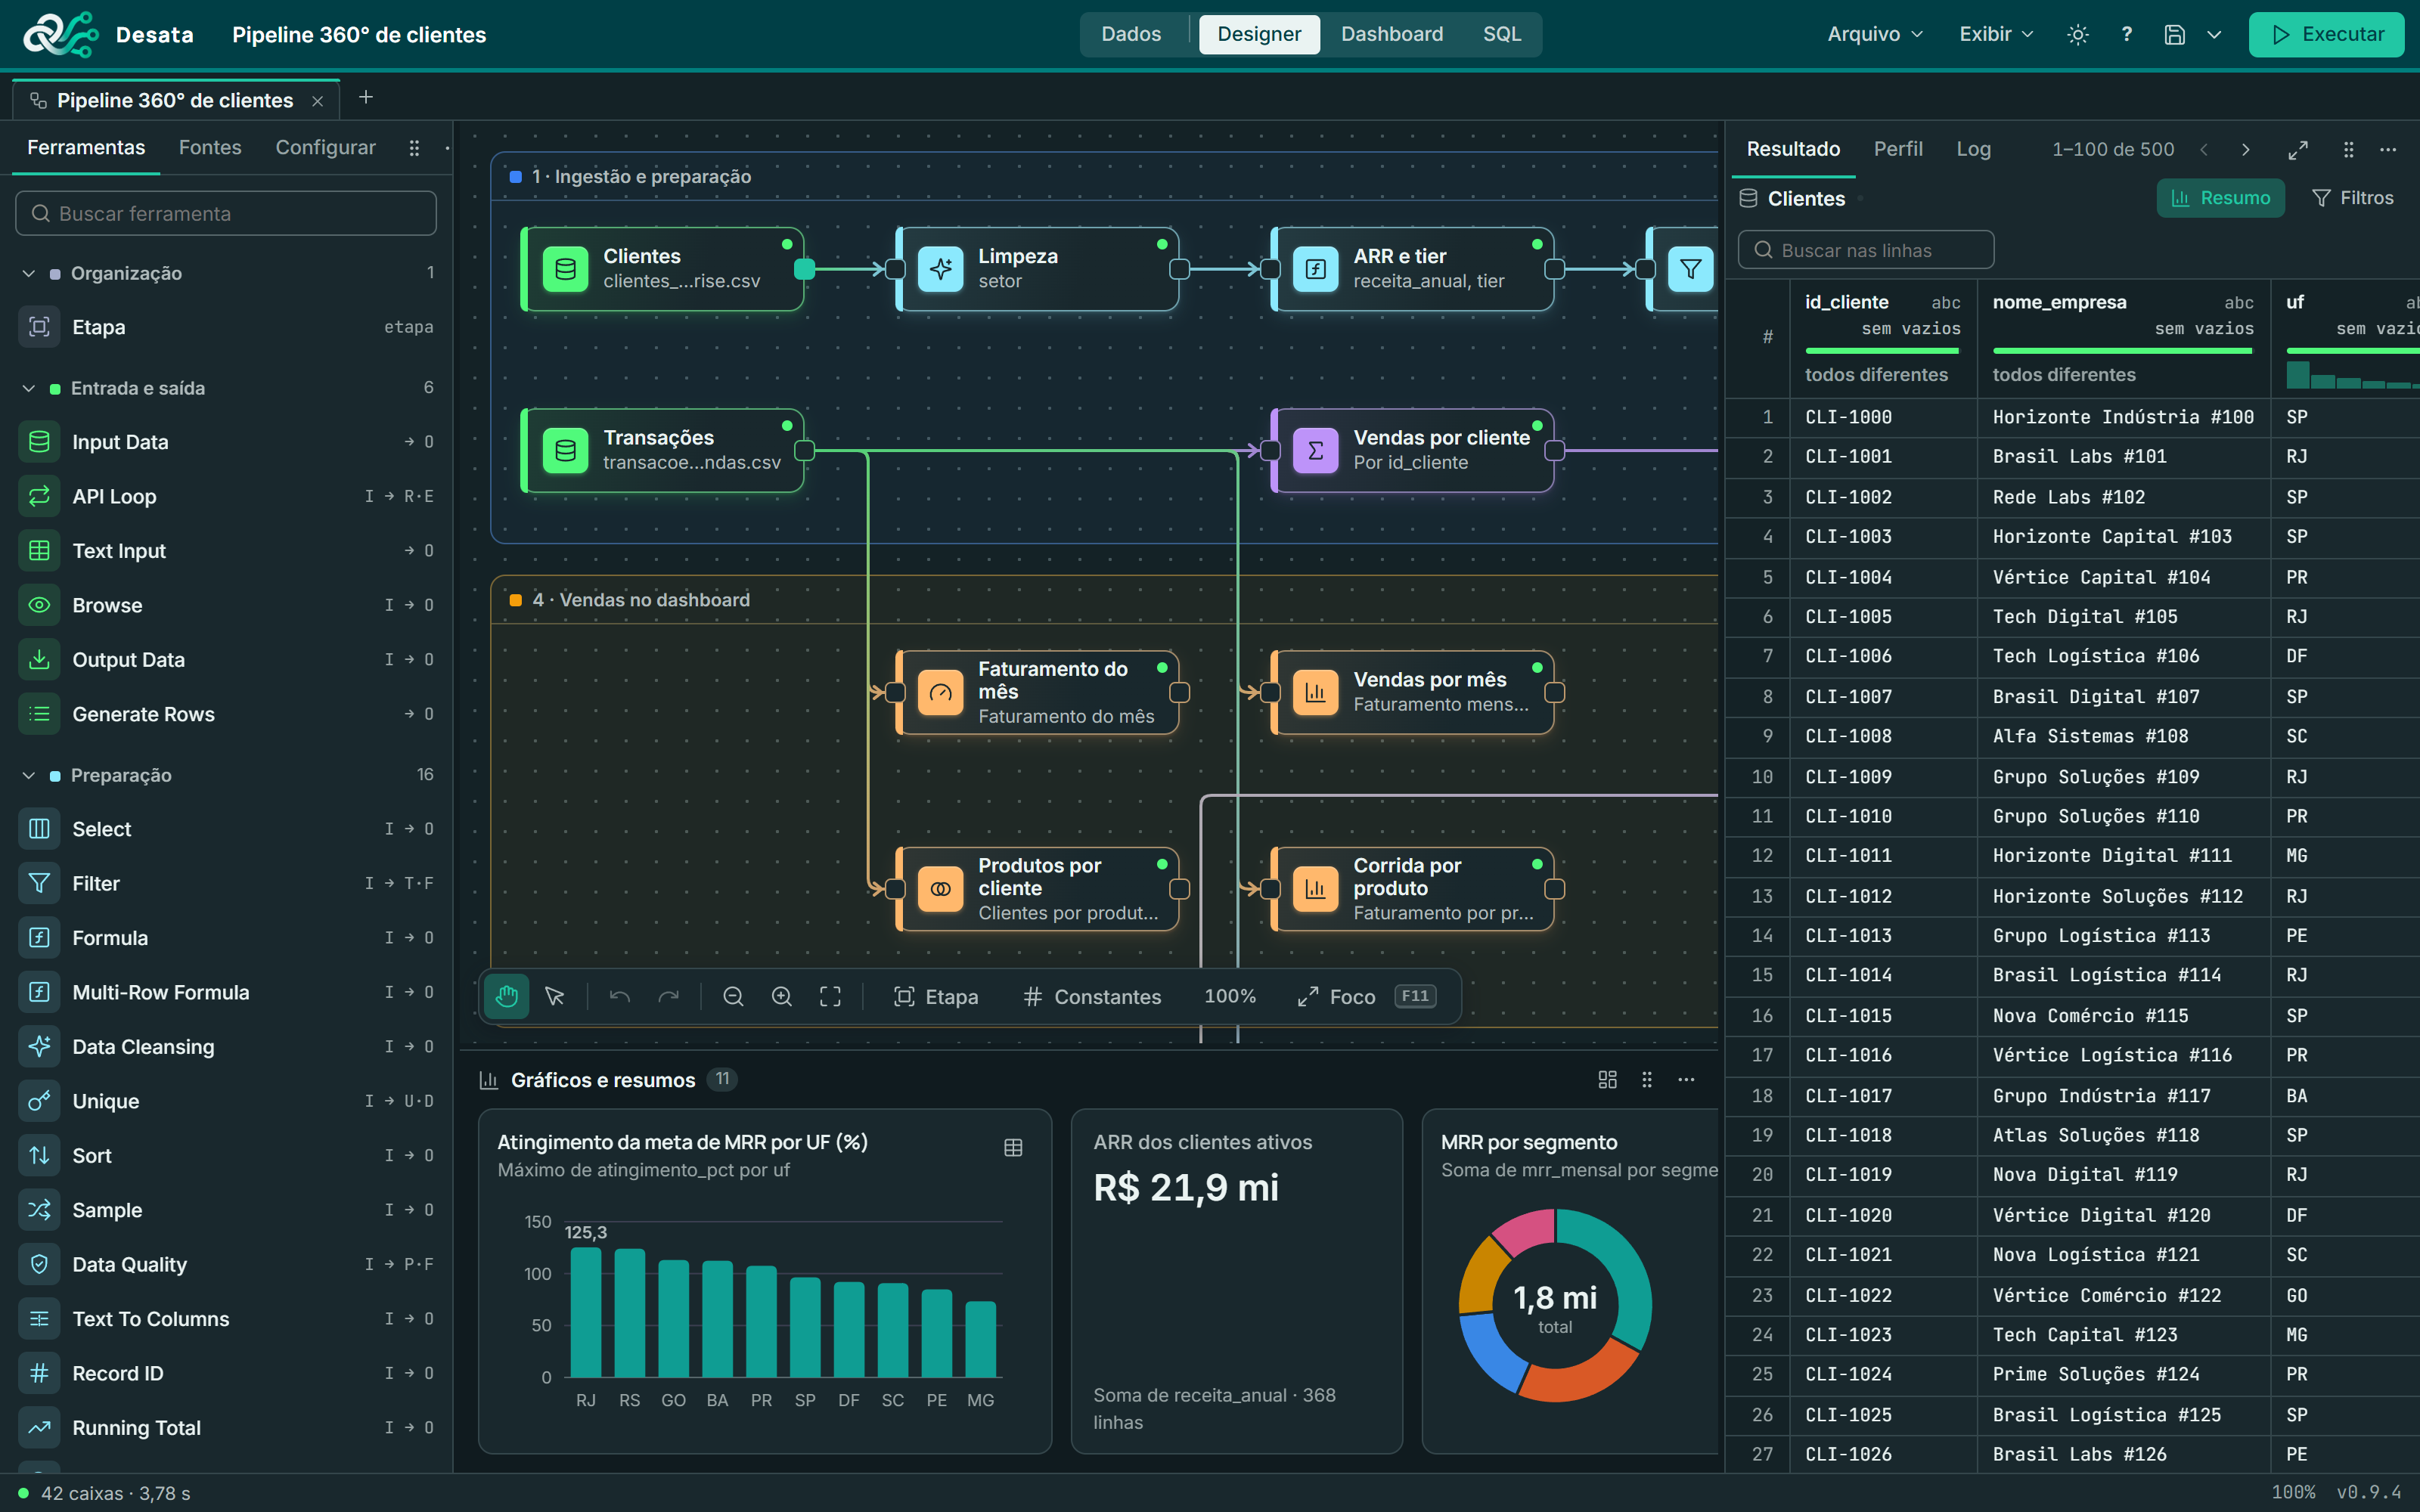 Desata
Pipeline 360° de clientes
Dados
Designer
Dashboard
SQL
Arquivo
Exibir
?
Executar
Pipeline 360° de clientes
Ferramentas
Fontes
Configurar
Buscar ferramenta
Organização 1
Etapa etapa
Entrada e saída 6
Input Data → O
API Loop I → R·E
Text Input → O
Browse I → O
Output Data I → O
Generate Rows → O
Preparação 16
Select I → O
Filter I → T·F
Formula I → O
Multi-Row Formula I → O
Data Cleansing I → O
Unique I → U·D
Sort I → O
Sample I → O
Data Quality I → P·F
Text To Columns I → O
Record ID I → O
Running Total I → O
1 · Ingestão e preparação
Clientes
clientes_...rise.csv
Limpeza
setor
ARR e tier
receita_anual, tier
Transações
transacoe...ndas.csv
Vendas por cliente
Por id_cliente
4 · Vendas no dashboard
Faturamento do
mês
Faturamento do mês
Vendas por mês
Faturamento mens...
Produtos por
cliente
Clientes por produt...
Corrida por
produto
Faturamento por pr...
Etapa
Constantes
100%
Foco
F11
Gráficos e resumos 11
Atingimento da meta de MRR por UF (%)
Máximo de atingimento_pct por uf
150
125,3
100
50
0
RJ RS GO BA PR SP DF SC PE MG
ARR dos clientes ativos
R$ 21,9 mi
Soma de receita_anual · 368
linhas
MRR por segmento
Soma de mrr_mensal por segme
1,8 mi
total
Resultado
Perfil
Log
1–100 de 500
Clientes
Resumo
Filtros
Buscar nas linhas
# id_cliente abc nome_empresa abc uf ab
sem vazios sem vazios sem vazio
todos diferentes todos diferentes
1 CLI-1000 Horizonte Indústria #100 SP
2 CLI-1001 Brasil Labs #101 RJ
3 CLI-1002 Rede Labs #102 SP
4 CLI-1003 Horizonte Capital #103 SP
5 CLI-1004 Vértice Capital #104 PR
6 CLI-1005 Tech Digital #105 RJ
7 CLI-1006 Tech Logística #106 DF
8 CLI-1007 Brasil Digital #107 SP
9 CLI-1008 Alfa Sistemas #108 SC
10 CLI-1009 Grupo Soluções #109 RJ
11 CLI-1010 Grupo Soluções #110 PR
12 CLI-1011 Horizonte Digital #111 MG
13 CLI-1012 Horizonte Soluções #112 RJ
14 CLI-1013 Grupo Logística #113 PE
15 CLI-1014 Brasil Logística #114 RJ
16 CLI-1015 Nova Comércio #115 SP
17 CLI-1016 Vértice Logística #116 PR
18 CLI-1017 Grupo Indústria #117 BA
19 CLI-1018 Atlas Soluções #118 SP
20 CLI-1019 Nova Digital #119 RJ
21 CLI-1020 Vértice Digital #120 DF
22 CLI-1021 Nova Logística #121 SC
23 CLI-1022 Vértice Comércio #122 GO
24 CLI-1023 Tech Capital #123 MG
25 CLI-1024 Prime Soluções #124 PR
26 CLI-1025 Brasil Logística #125 SP
27 CLI-1026 Brasil Labs #126 PE
42 caixas · 3,78 s
100% v0.9.4